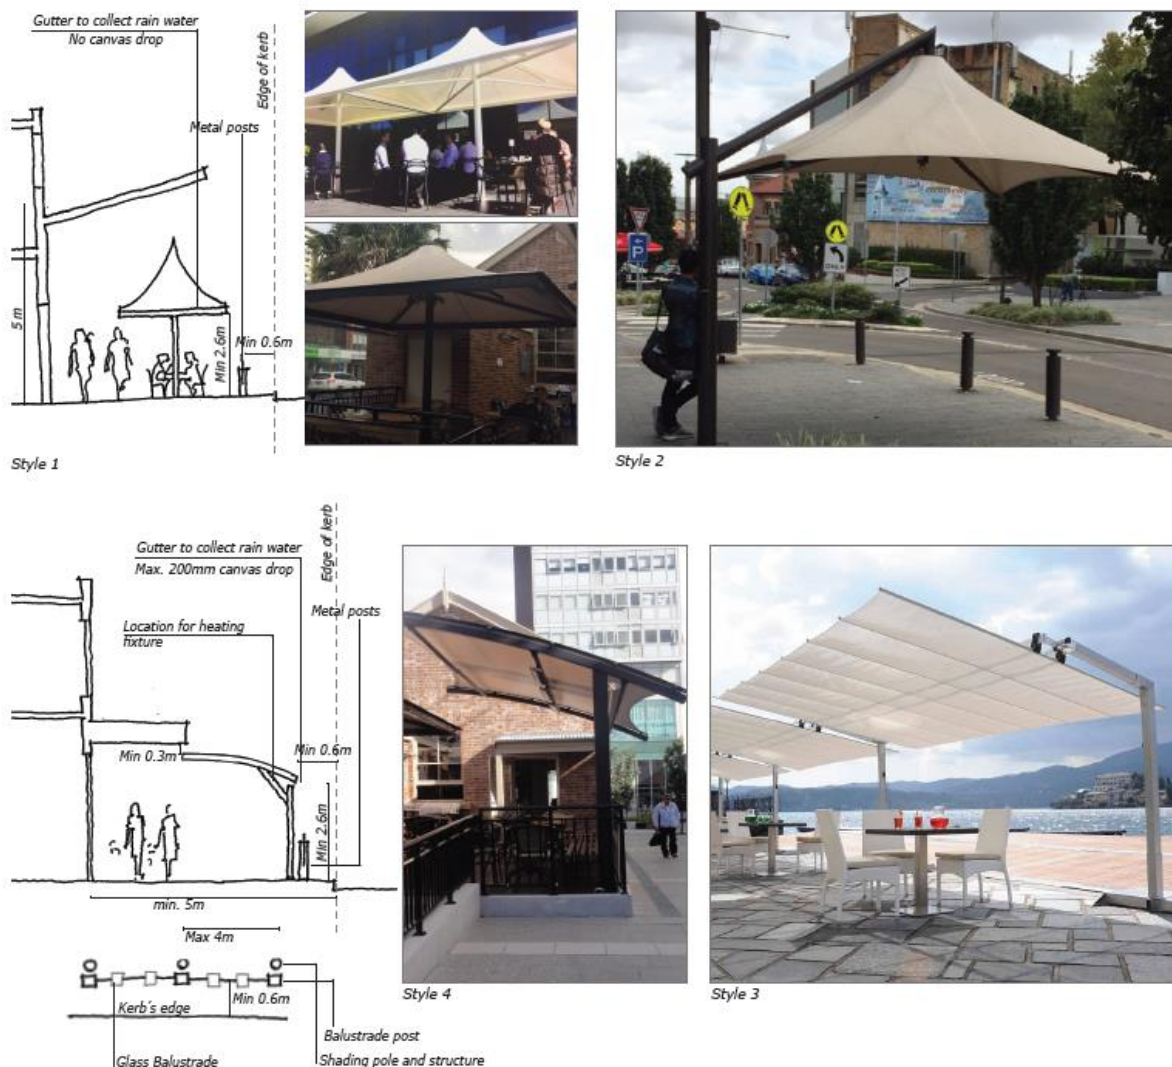 Gutter to collect rain water
No canvas drop
Edge of kerb
Metal posts
5 m
Min 2.6m
Min 0.6m
Style 1
P
Style 2
Gutter to collect rain water
Max. 200mm canvas drop
Edge of kerb
Metal posts
Location for heating
fixture
Min 0.3m
Min 0.6m
Min 2.6m
min. 5m
Max 4m
Kerb's edge
Min 0.6m
Balustrade post
Glass Balustrade
Shading pole and structure
Style 4
Style 3